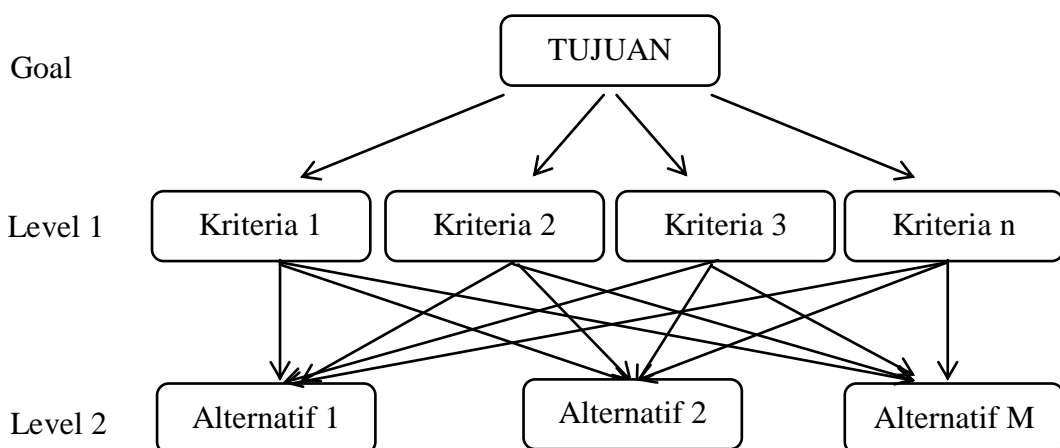 Goal
TUJUAN
Level 1
Kriteria 1
Kriteria 2
Kriteria 3
Kriteria n
Level 2
Alternatif 1
Alternatif 2
Alternatif M